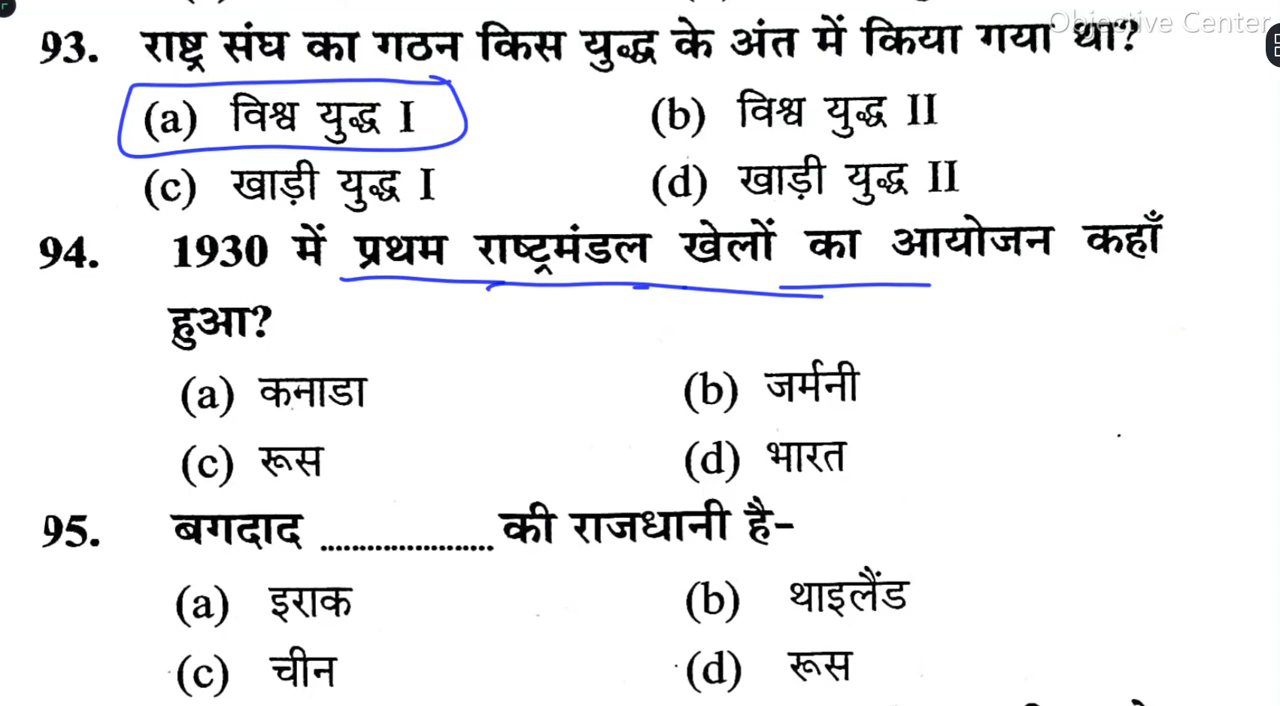 Objective Center
93. राष्ट्र संघ का गठन किस युद्ध के अंत में किया गया था?
(a) विश्व युद्ध I (b) विश्व युद्ध II
(c) खाड़ी युद्ध I (d) खाड़ी युद्ध II
94. 1930 में प्रथम राष्ट्रमंडल खेलों का आयोजन कहाँ
हुआ?
(a) कनाडा (b) जर्मनी
(c) रूस (d) भारत
95. बगदाद ...................... की राजधानी है-
(a) इराक (b) थाइलैंड
(c) चीन (d) रूस